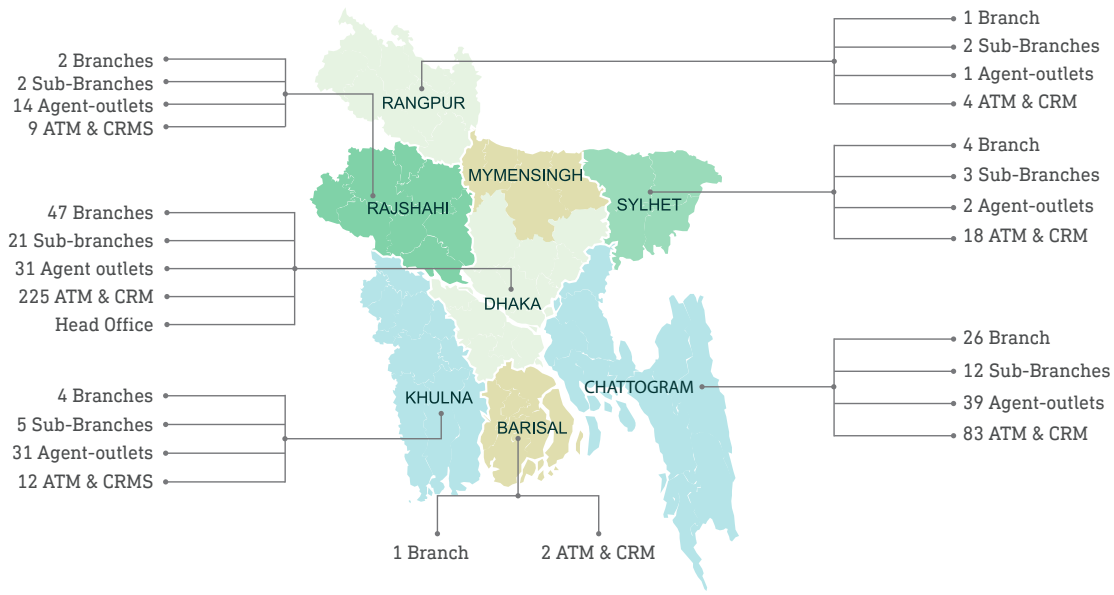 2 Branches
2 Sub-Branches
14 Agent-outlets
9 ATM & CRMS
1 Branch
2 Sub-Branches
1 Agent-outlets
4 ATM & CRM
RANGPUR
MYMENSINGH
SYLHET
RAJSHAHI
4 Branch
3 Sub-Branches
2 Agent-outlets
18 ATM & CRM
47 Branches
21 Sub-branches
31 Agent outlets
225 ATM & CRM
Head Office
DHAKA
26 Branch
12 Sub-Branches
39 Agent-outlets
83 ATM & CRM
CHATTOGRAM
KHULNA
BARISAL
4 Branches
5 Sub-Branches
31 Agent-outlets
12 ATM & CRMS
1 Branch
2 ATM & CRM